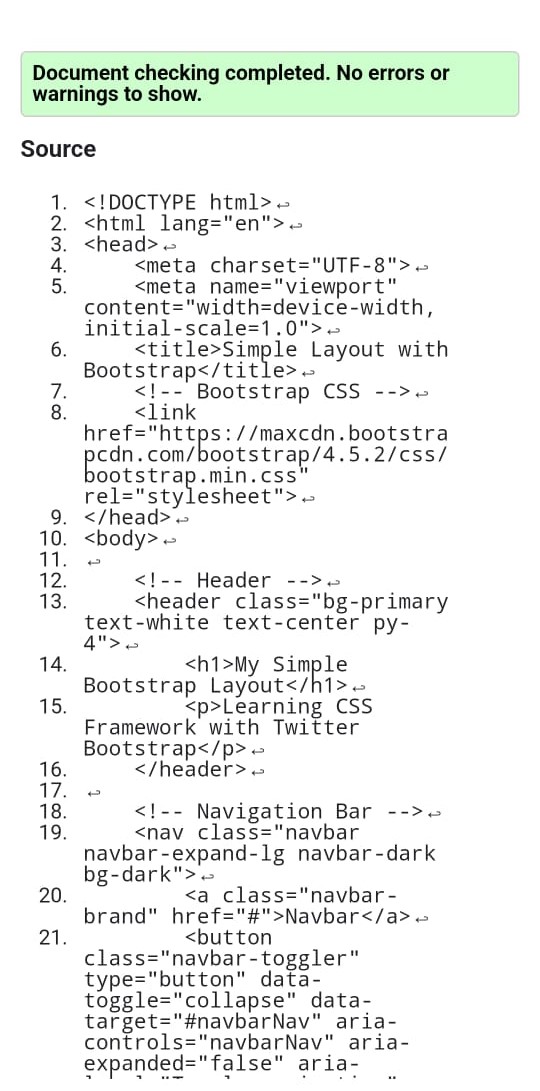 Document checking completed. No errors or
warnings to show.
Source
1. <!DOCTYPE html>↩
2. <html lang="en">↩
3. <head>↩
4. <meta charset="UTF-8">↩
5. <meta name="viewport"
content="width=device-width,
initial-scale=1.0">↩
6. <title>Simple Layout with
Bootstrap</title>↩
7. <!-- Bootstrap CSS -->↩
8. <link
href="https://maxcdn.bootstra
pcdn.com/bootstrap/4.5.2/css/
bootstrap.min.css"
rel="stylesheet">↩
9. </head>↩
10. <body>↩
11. ↩
12. <!-- Header -->↩
13. <header class="bg-primary
text-white text-center py-
4">↩
14. <h1>My Simple
Bootstrap Layout</h1>↩
15. <p>Learning CSS
Framework with Twitter
Bootstrap</p>↩
16. </header>↩
17. ↩
18. <!-- Navigation Bar -->↩
19. <nav class="navbar
navbar-expand-lg navbar-dark
bg-dark">↩
20. <a class="navbar-
brand" href="#">Navbar</a>↩
21. <button
class="navbar-toggler"
type="button" data-
toggle="collapse" data-
target="#navbarNav" aria-
controls="navbarNav" aria-
expanded="false" aria-